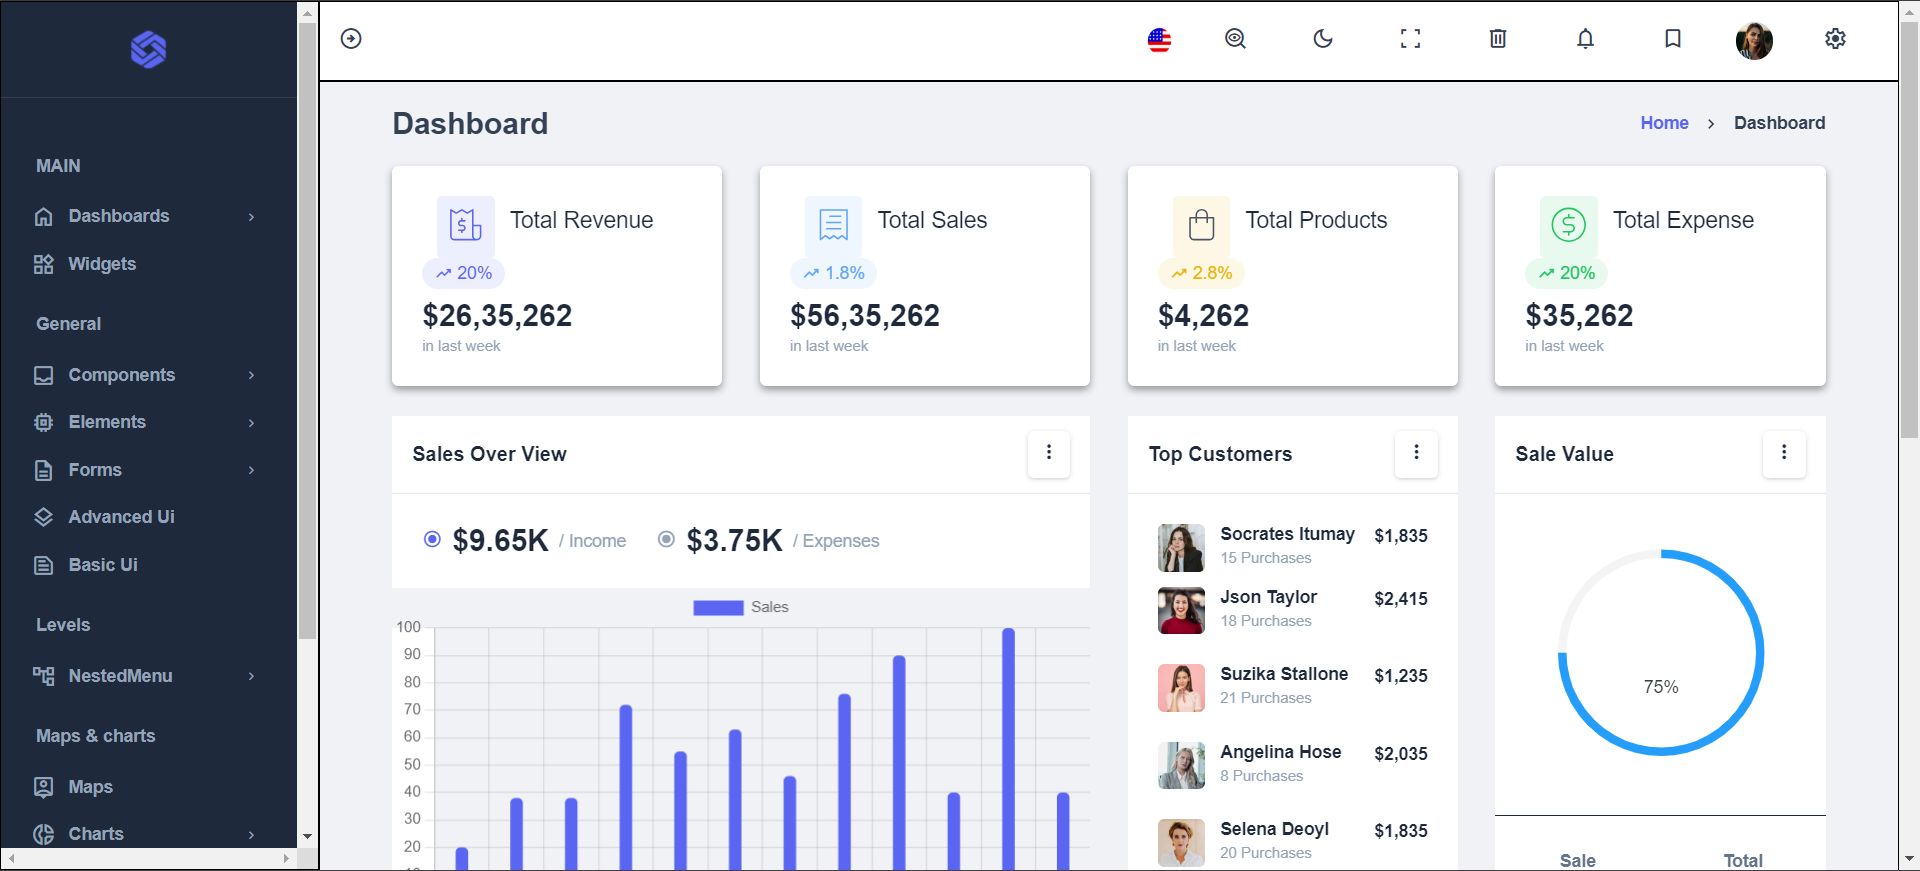 MAIN
Dashboards
Widgets
General
Components
Elements
Forms
Advanced Ui
Basic Ui
Levels
NestedMenu
Maps & charts
Maps
Charts
Dashboard
Home > Dashboard
Total Revenue
20%
$26,35,262
in last week
Total Sales
1.8%
$56,35,262
in last week
Total Products
2.8%
$4,262
in last week
Total Expense
20%
$35,262
in last week
Sales Over View
$9.65K / Income $3.75K / Expenses
Sales
100
90
80
70
60
50
40
30
20
10
Top Customers
Socrates Itumay $1,835
15 Purchases
Json Taylor $2,415
18 Purchases
Suzika Stallone $1,235
21 Purchases
Angelina Hose $2,035
8 Purchases
Selena Deoyl $1,835
20 Purchases
Sale Value
75%
Sale Total